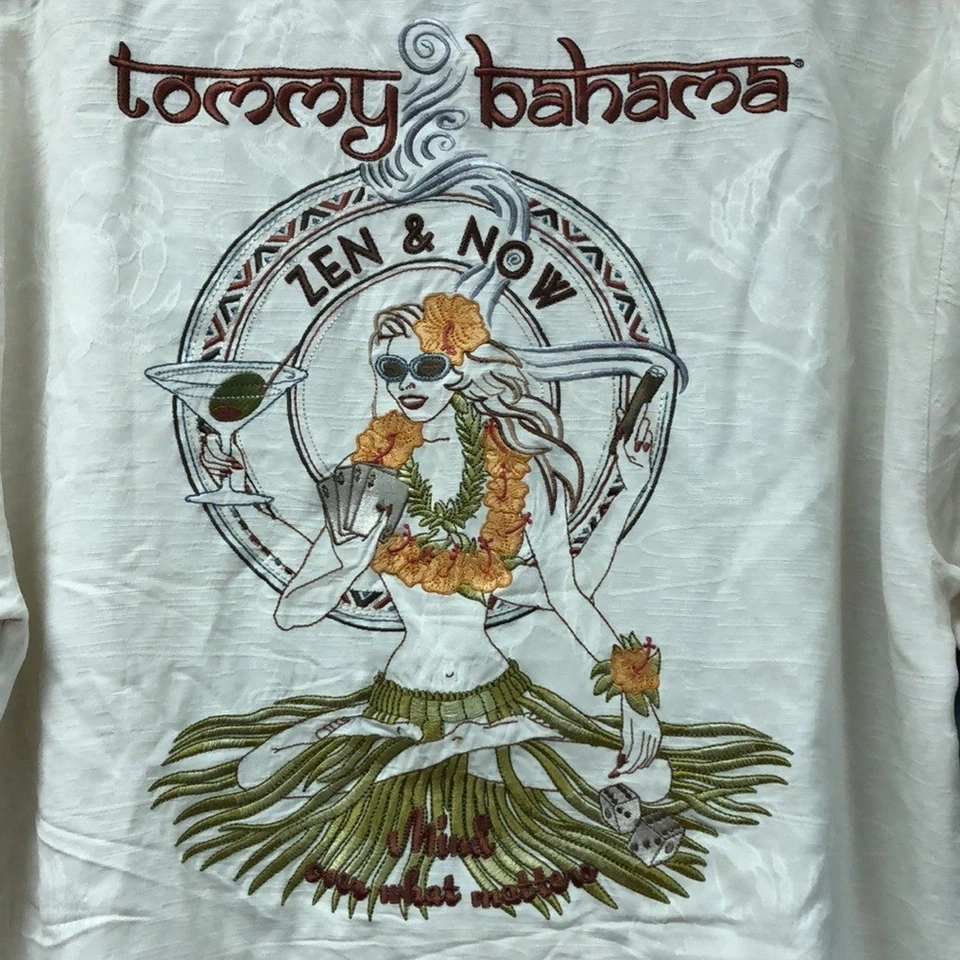 tommy bahama®
ZEN & NOW
Mind
over what matters